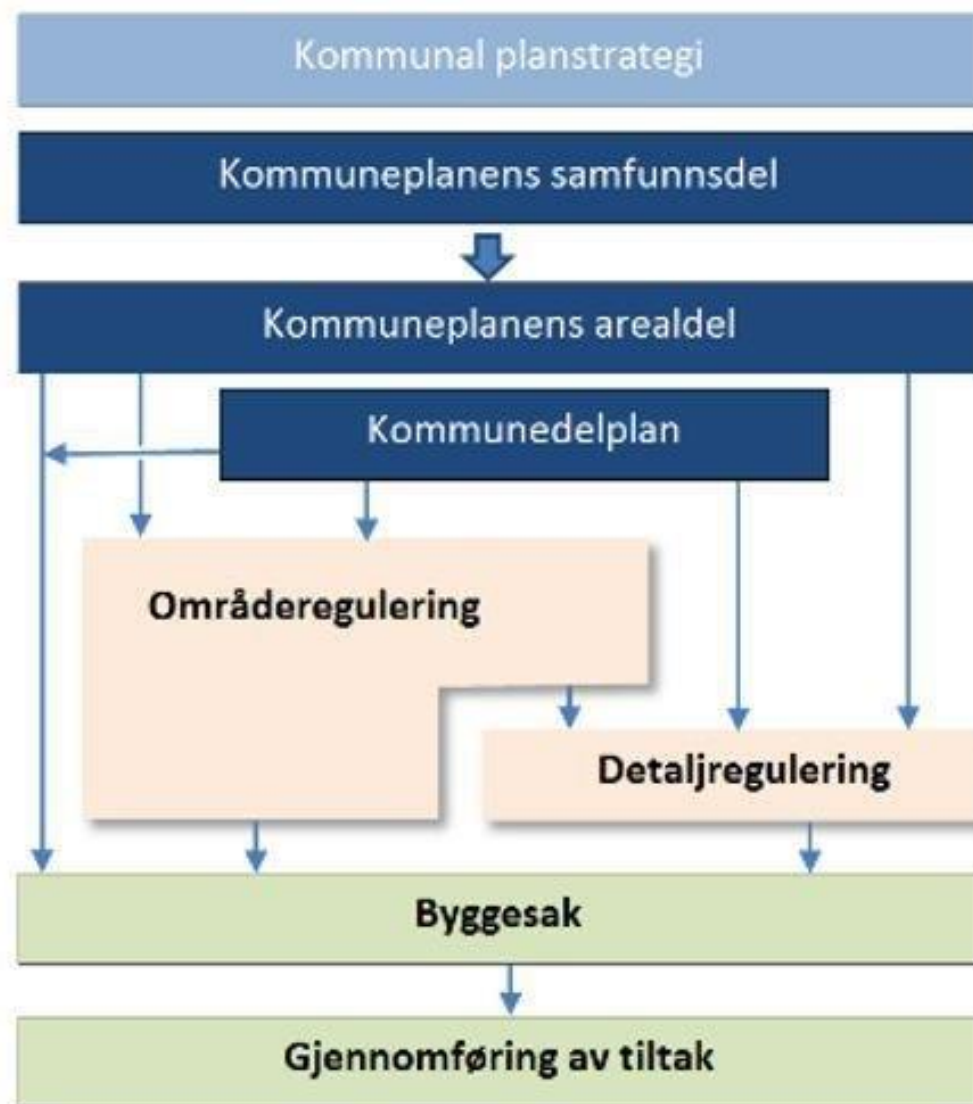 Kommunal planstrategi
Kommuneplanens samfunnsdel
Kommuneplanens arealdel
Kommunedelplan
Områderegulering
Detaljregulering
Byggesak
Gjennomføring av tiltak